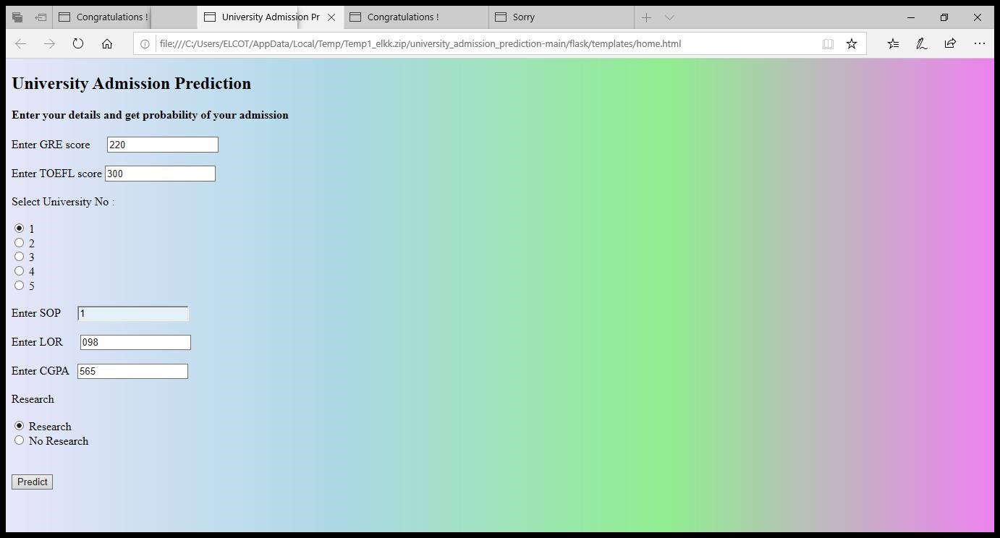 Congratulations !
University Admission Pr
Congratulations !
Sorry
file:///C:/Users/ELCOT/AppData/Local/Temp/Temp1_elkk.zip/university_admission_prediction-main/flask/templates/home.html
University Admission Prediction
Enter your details and get probability of your admission
Enter GRE score 220
Enter TOEFL score 300
Select University No :
1
2
3
4
5
Enter SOP 1
Enter LOR 098
Enter CGPA 565
Research
Research
No Research
Predict